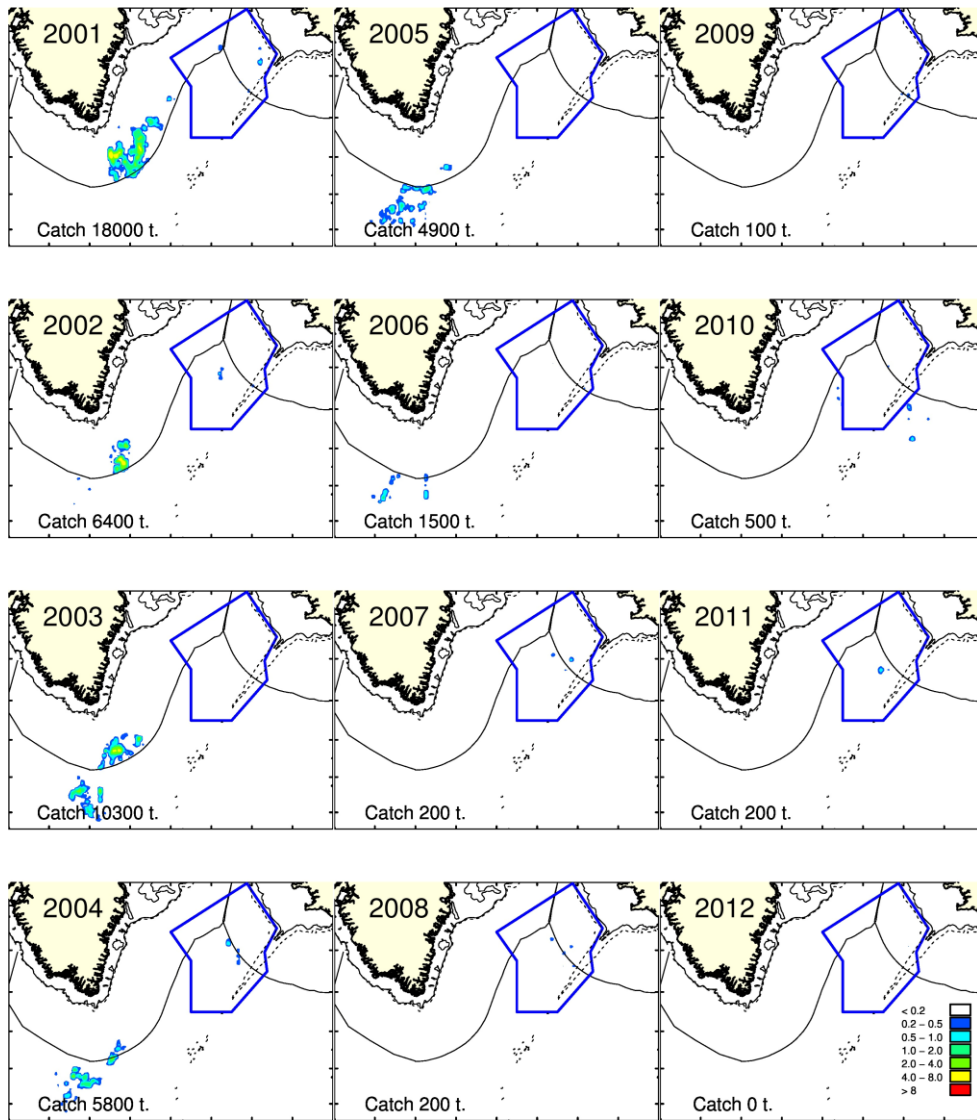 2001
Catch 18000 t.
2005
Catch 4900 t.
2009
Catch 100 t.
2002
Catch 6400 t.
2006
Catch 1500 t.
2010
Catch 500 t.
2003
Catch 10300 t.
2007
Catch 200 t.
2011
Catch 200 t.
2004
Catch 5800 t.
2008
Catch 200 t.
2012
< 0.2
0.2 – 0.5
0.5 – 1.0
1.0 – 2.0
2.0 – 4.0
4.0 – 8.0
> 8
Catch 0 t.